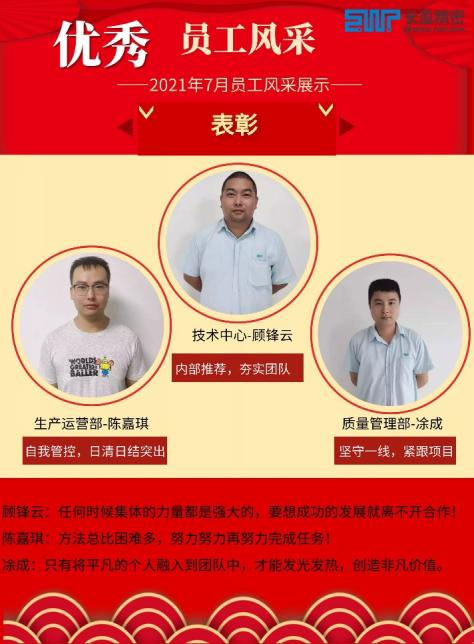 优秀 员工风采
SWP 长盈精密
——2021年7月员工风采展示——
表彰
技术中心-顾锋云
内部推荐，夯实团队
WORLDS GREATEST BALLER
生产运营部-陈嘉琪
质量管理部-凃成
自我管控，日清日结突出
坚守一线，紧跟项目
顾锋云：任何时候集体的力量都是强大的，要想成功的发展就离不开合作！
陈嘉琪：方法总比困难多，努力努力再努力完成任务！
凃成：只有将平凡的个人融入到团队中，才能发光发热，创造非凡价值。